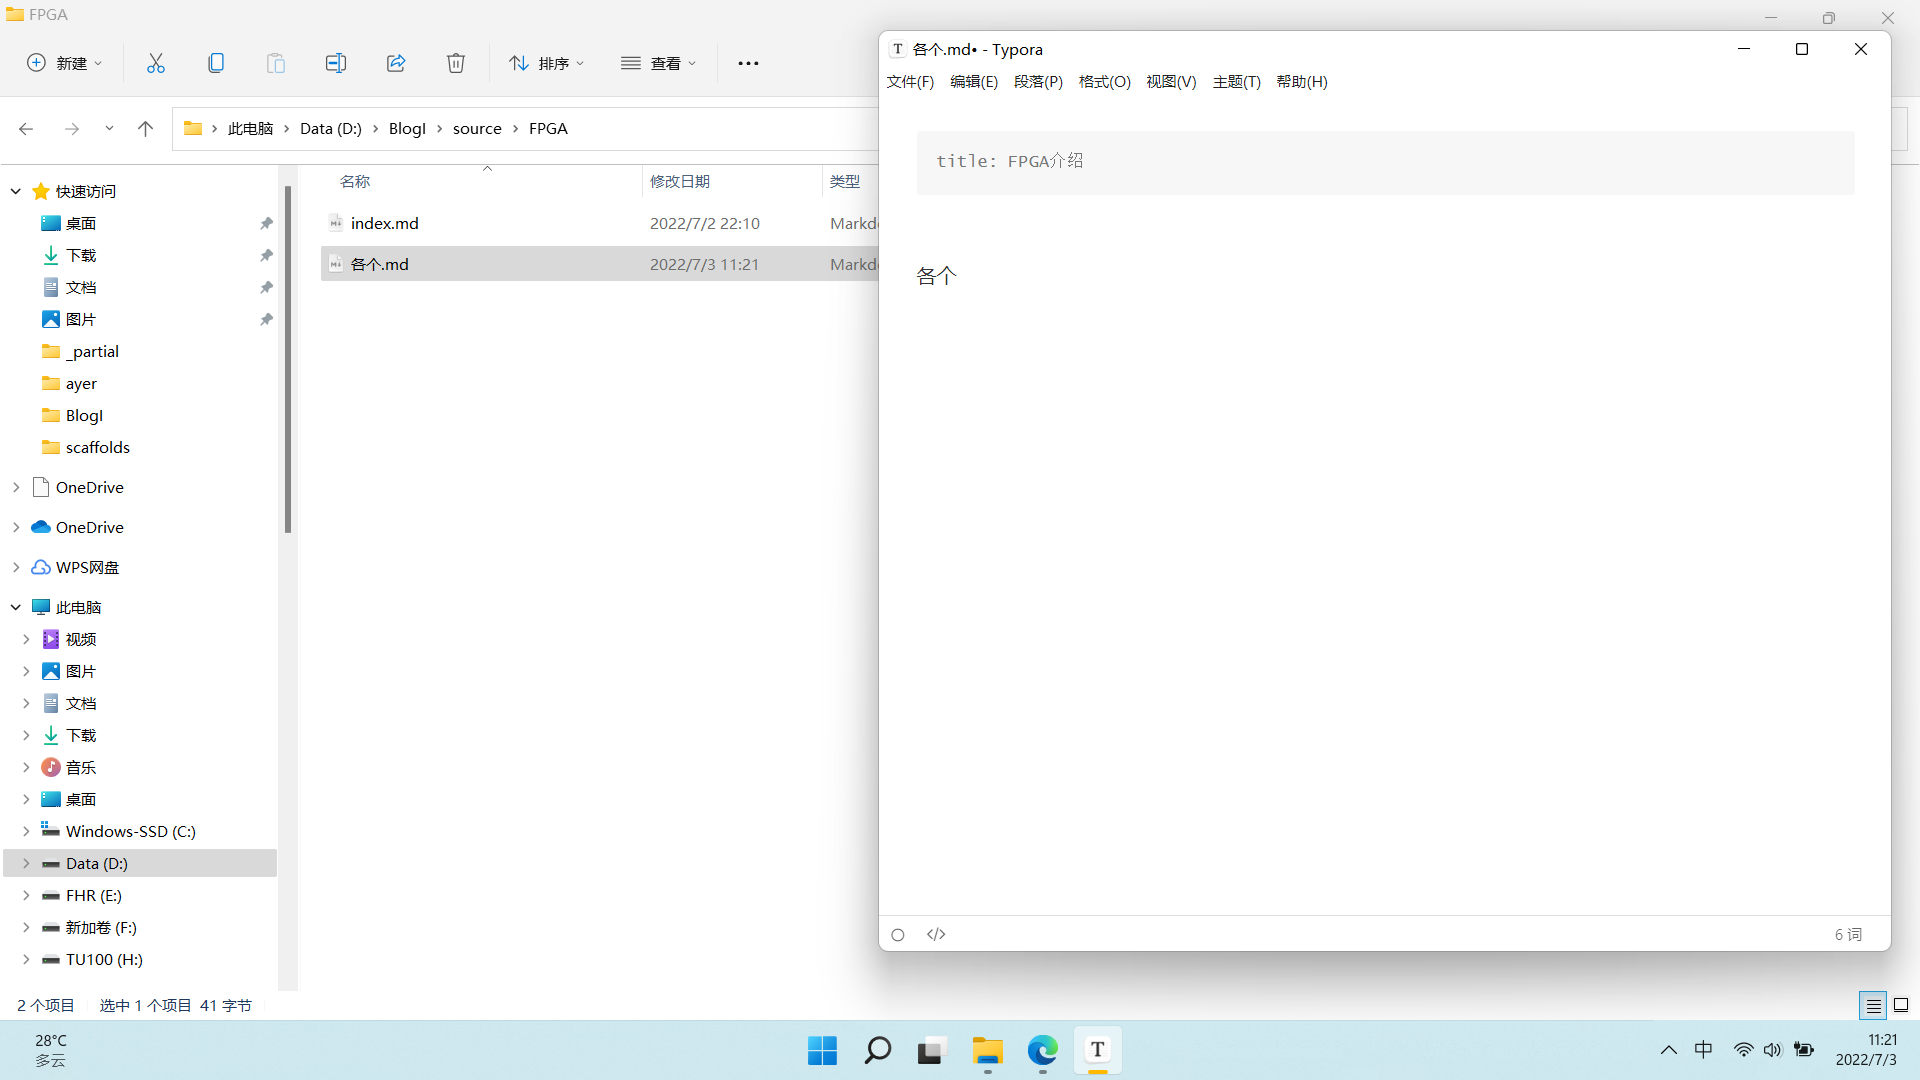 FPGA
新建
排序
查看
此电脑 Data (D:) BlogI source FPGA
名称 修改日期 类型
index.md 2022/7/2 22:10 Markd
各个.md 2022/7/3 11:21 Markd
快速访问
桌面
下载
文档
图片
_partial
ayer
BlogI
scaffolds
OneDrive
OneDrive
WPS网盘
此电脑
视频
图片
文档
下载
音乐
桌面
Windows-SSD (C:)
Data (D:)
FHR (E:)
新加卷 (F:)
TU100 (H:)
2 个项目 选中 1 个项目 41 字节
T 各个.md• - Typora
文件(F) 编辑(E) 段落(P) 格式(O) 视图(V) 主题(T) 帮助(H)
title: FPGA介绍
各个
</> 6 词
28°C
多云
T
中
11:21
2022/7/3